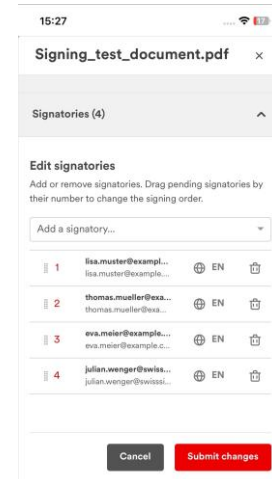 15:27
17
Signing_test_document.pdf
Signatories (4)
Edit signatories
Add or remove signatories. Drag pending signatories by
their number to change the signing order.
Add a signatory...
1 lisa.muster@exampl... EN
lisa.muster@example....
2 thomas.mueller@exa... EN
thomas.mueller@exa...
3 eva.meier@example.... EN
eva.meier@example.c...
4 julian.wenger@swiss... EN
julian.wenger@swisssi...
Cancel Submit changes